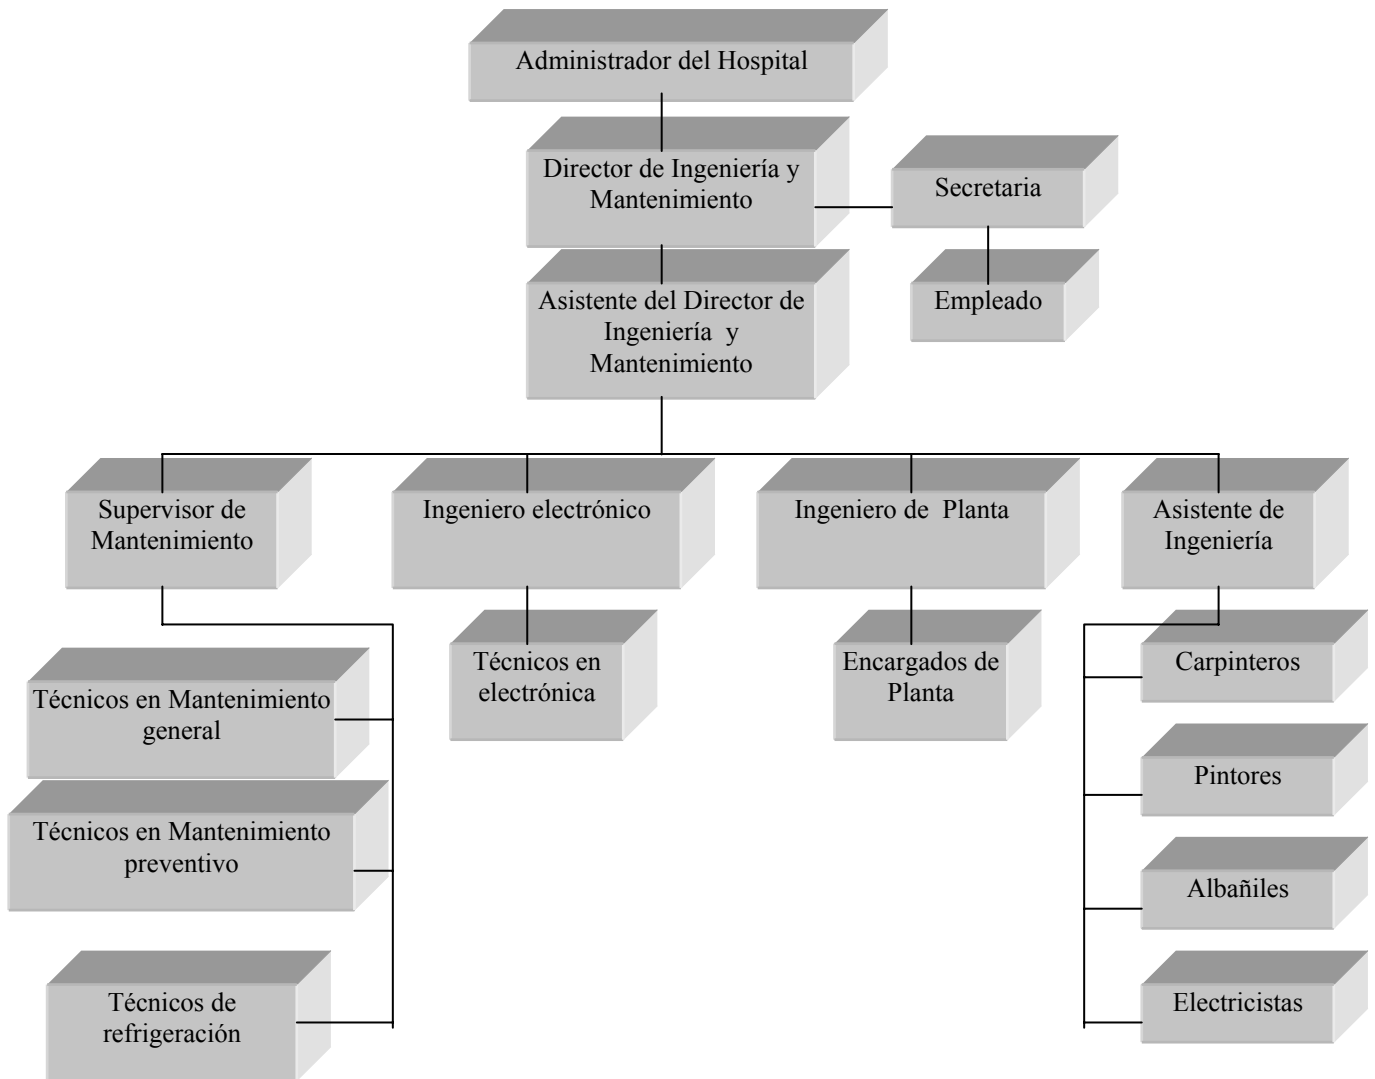 Administrador del Hospital
Director de Ingeniería y
Mantenimiento
Secretaria
Asistente del Director de
Ingeniería y
Mantenimiento
Empleado
Supervisor de
Mantenimiento
Ingeniero electrónico
Ingeniero de Planta
Asistente de
Ingeniería
Técnicos en Mantenimiento
general
Técnicos en
electrónica
Encargados de
Planta
Carpinteros
Pintores
Técnicos en Mantenimiento
preventivo
Albañiles
Técnicos de
refrigeración
Electricistas